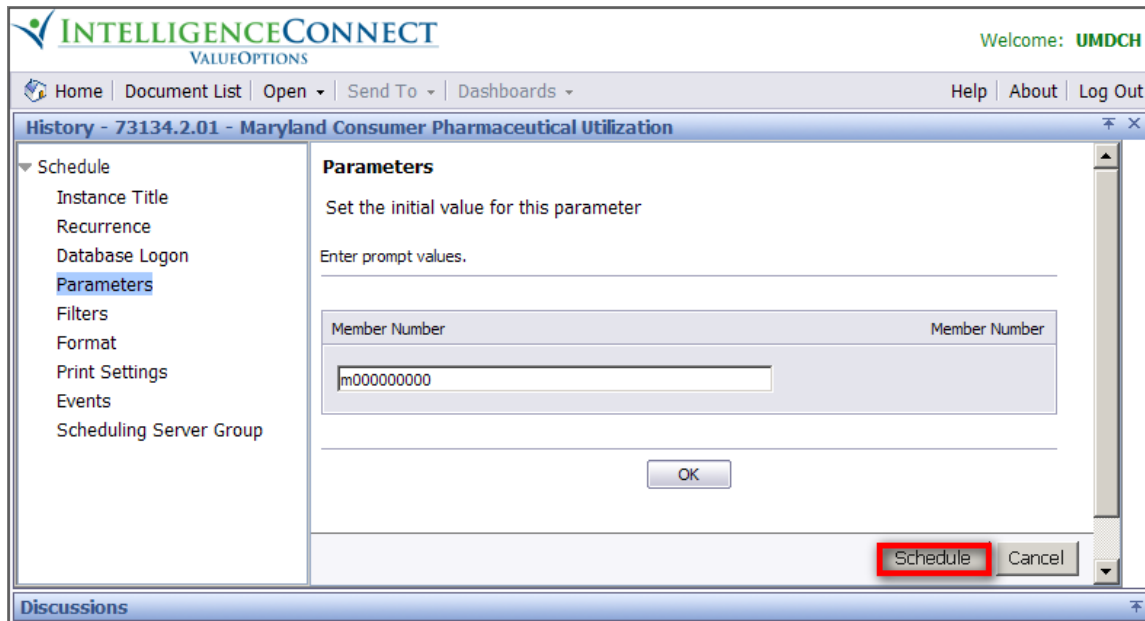 INTELLIGENCECONNECT
VALUEOPTIONS
Welcome: UMDCH
Home Document List Open Send To Dashboards Help About Log Out
History - 73134.2.01 - Maryland Consumer Pharmaceutical Utilization
Schedule
Instance Title
Recurrence
Database Logon
Parameters
Filters
Format
Print Settings
Events
Scheduling Server Group
Parameters
Set the initial value for this parameter
Enter prompt values.
Member Number Member Number
m000000000
OK
Schedule Cancel
Discussions